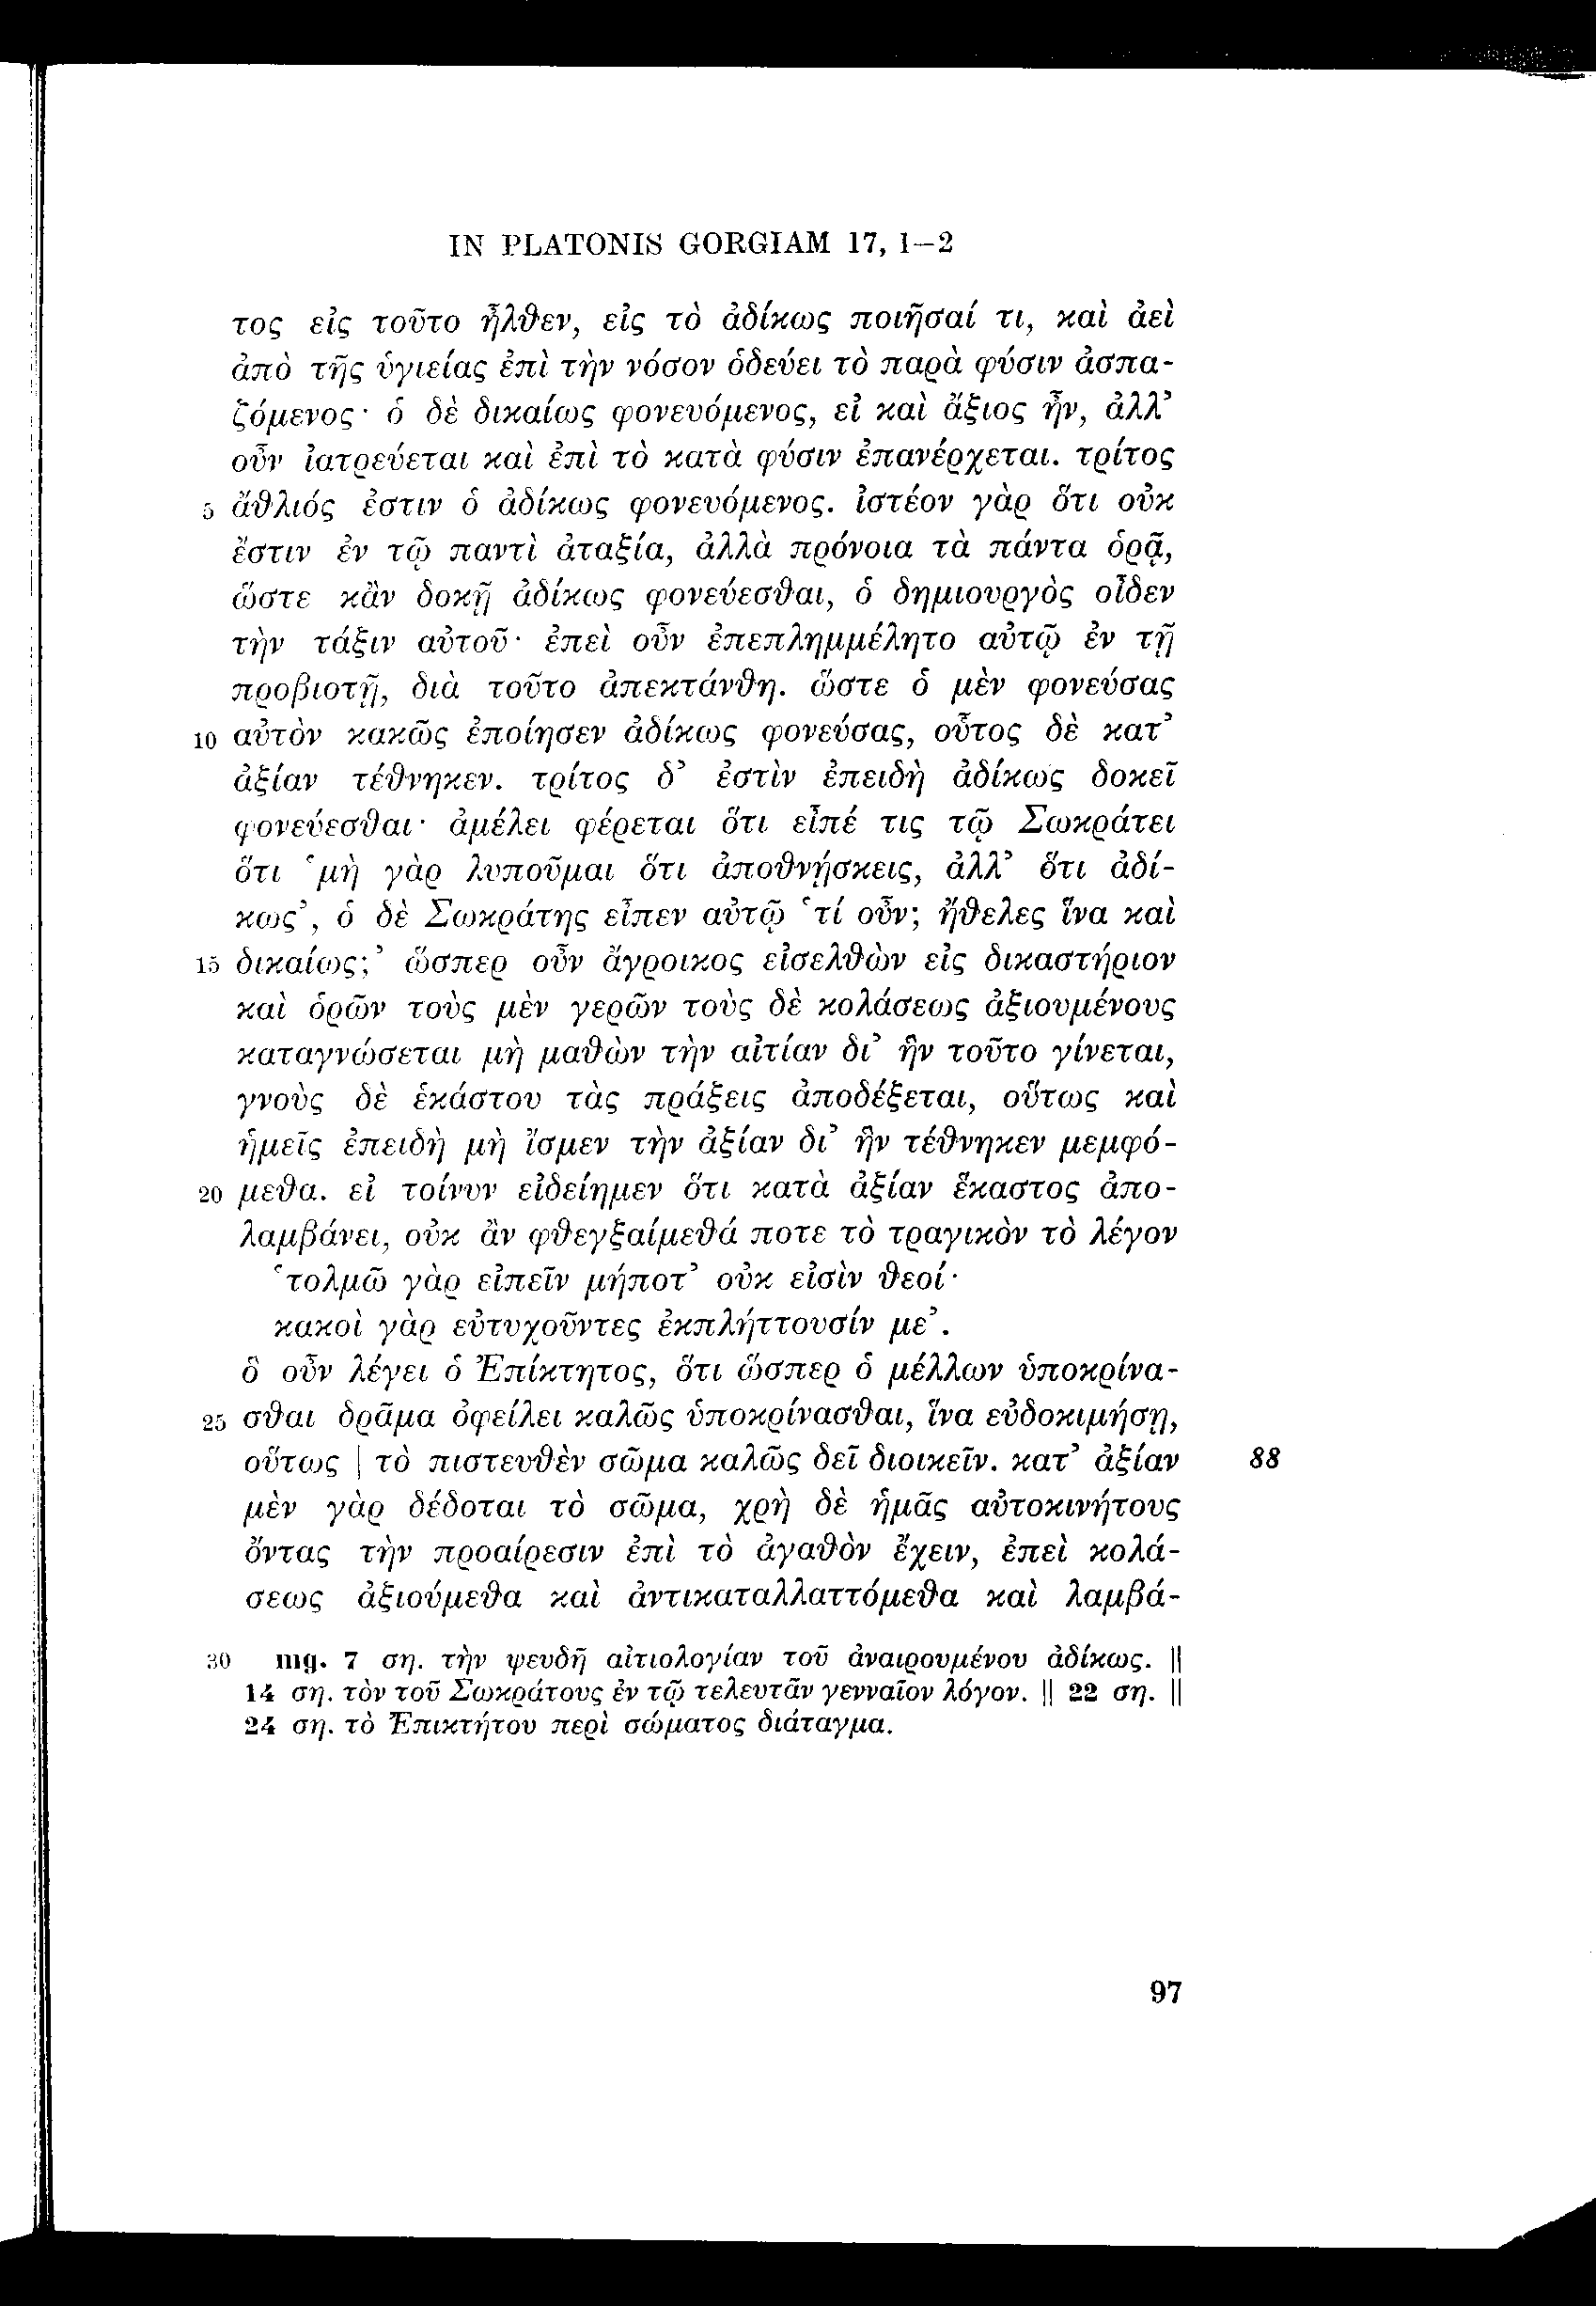 IN PLATONIS GORGIAM 17, 1–2
τος εἰς τοῦτο ἦλθεν, εἰς τὸ ἀδίκως ποιῆσαί τι, καὶ ἀεὶ
ἀπὸ τῆς ὑγιείας ἐπὶ τὴν νόσον ὁδεύει τὸ παρὰ φύσιν ἀσπα-
ζόμενος· ὁ δὲ δικαίως φονευόμενος, εἰ καὶ ἄξιος ἦν, ἀλλ’
οὖν ἰατρεύεται καὶ ἐπὶ τὸ κατὰ φύσιν ἐπανέρχεται. τρίτος
5 ἄθλιός ἐστιν ὁ ἀδίκως φονευόμενος. ἰστέον γὰρ ὅτι οὐκ
ἔστιν ἐν τῷ παντὶ ἀταξία, ἀλλὰ πρόνοια τὰ πάντα ὁρᾷ,
ὥστε κἂν δοκῇ ἀδίκως φονεύεσθαι, ὁ δημιουργὸς οἶδεν
τὴν τάξιν αὐτοῦ· ἐπεὶ οὖν ἐπεπλημμέλητο αὐτῷ ἐν τῇ
προβιοτῇ, διὰ τοῦτο ἀπεκτάνθη. ὥστε ὁ μὲν φονεύσας
10 αὐτὸν κακῶς ἐποίησεν ἀδίκως φονεύσας, οὗτος δὲ κατ’
ἀξίαν τέθνηκεν. τρίτος δ’ ἐστὶν ἐπειδὴ ἀδίκως δοκεῖ
φονεύεσθαι· ἀμέλει φέρεται ὅτι εἶπέ τις τῷ Σωκράτει
ὅτι ‘μὴ γὰρ λυποῦμαι ὅτι ἀποθνῄσκεις, ἀλλ’ ὅτι ἀδί-
κως’, ὁ δὲ Σωκράτης εἶπεν αὐτῷ ‘τί οὖν; ἤθελες ἵνα καὶ
15 δικαίως;’ ὥσπερ οὖν ἄγροικος εἰσελθὼν εἰς δικαστήριον
καὶ ὁρῶν τοὺς μὲν γερῶν τοὺς δὲ κολάσεως ἀξιουμένους
καταγνώσεται μὴ μαθὼν τὴν αἰτίαν δι’ ἣν τοῦτο γίνεται,
γνοὺς δὲ ἑκάστου τὰς πράξεις ἀποδέξεται, οὕτως καὶ
ἡμεῖς ἐπειδὴ μὴ ἴσμεν τὴν ἀξίαν δι’ ἣν τέθνηκεν μεμφό-
20 μεθα. εἰ τοίνυν εἰδείημεν ὅτι κατὰ ἀξίαν ἕκαστος ἀπο-
λαμβάνει, οὐκ ἂν φθεγξαίμεθά ποτε τὸ τραγικὸν τὸ λέγον
‘τολμῶ γὰρ εἰπεῖν μήποτ’ οὐκ εἰσὶν θεοί·
κακοὶ γὰρ εὐτυχοῦντες ἐκπλήττουσίν με’.
ὃ οὖν λέγει ὁ Ἐπίκτητος, ὅτι ὥσπερ ὁ μέλλων ὑποκρίνα-
25 σθαι δρᾶμα ὀφείλει καλῶς ὑποκρίνασθαι, ἵνα εὐδοκιμήσῃ,
οὕτως | τὸ πιστευθὲν σῶμα καλῶς δεῖ διοικεῖν. κατ’ ἀξίαν 88
μὲν γὰρ δέδοται τὸ σῶμα, χρὴ δὲ ἡμᾶς αὐτοκινήτους
ὄντας τὴν προαίρεσιν ἐπὶ τὸ ἀγαθὸν ἔχειν, ἐπεὶ κολά-
σεως ἀξιούμεθα καὶ ἀντικαταλλαττόμεθα καὶ λαμβά-
30 mg. 7 ση. τὴν ψευδῆ αἰτιολογίαν τοῦ ἀναιρουμένου ἀδίκως. ||
14 ση. τὸν τοῦ Σωκράτους ἐν τῷ τελευτᾶν γενναῖον λόγον. || 22 ση. ||
24 ση. τὸ Ἐπικτήτου περὶ σώματος διάταγμα.
97